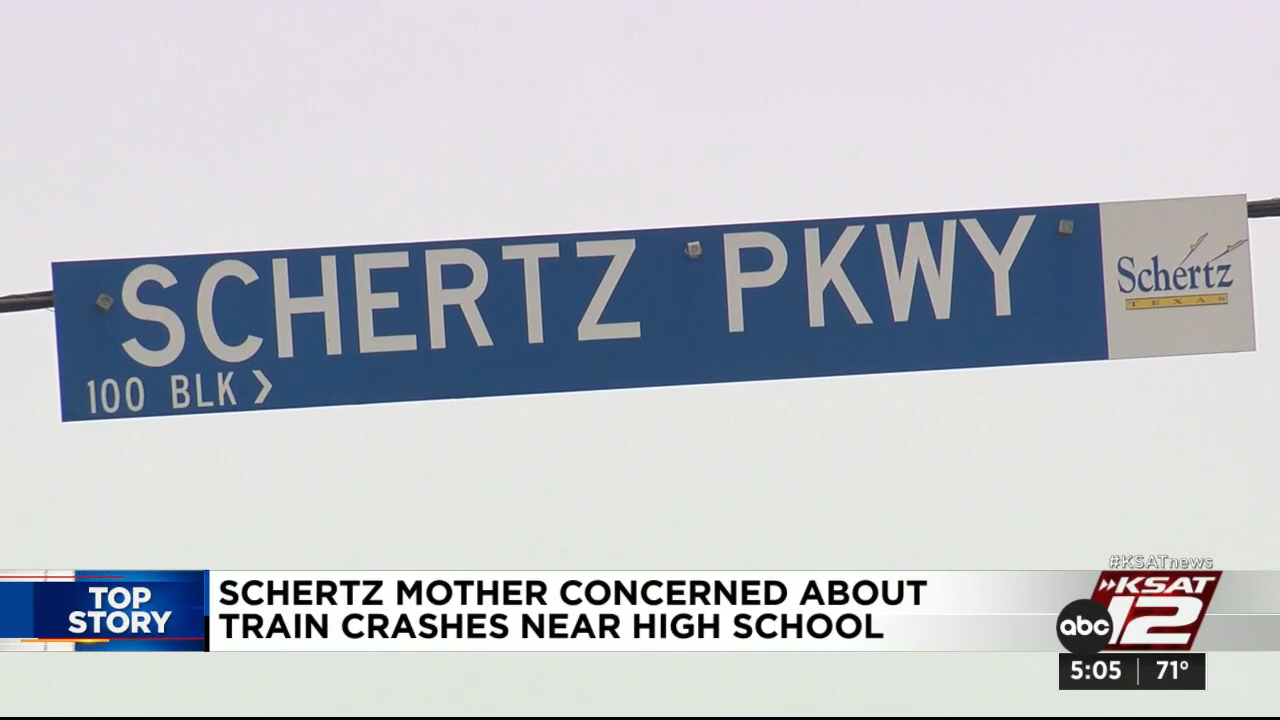 SCHERTZ PKWY
100 BLK ❯
Schertz
TEXAS
#KSATnews
TOP STORY
SCHERTZ MOTHER CONCERNED ABOUT
TRAIN CRASHES NEAR HIGH SCHOOL
KSAT
abc 12
5:05 71°